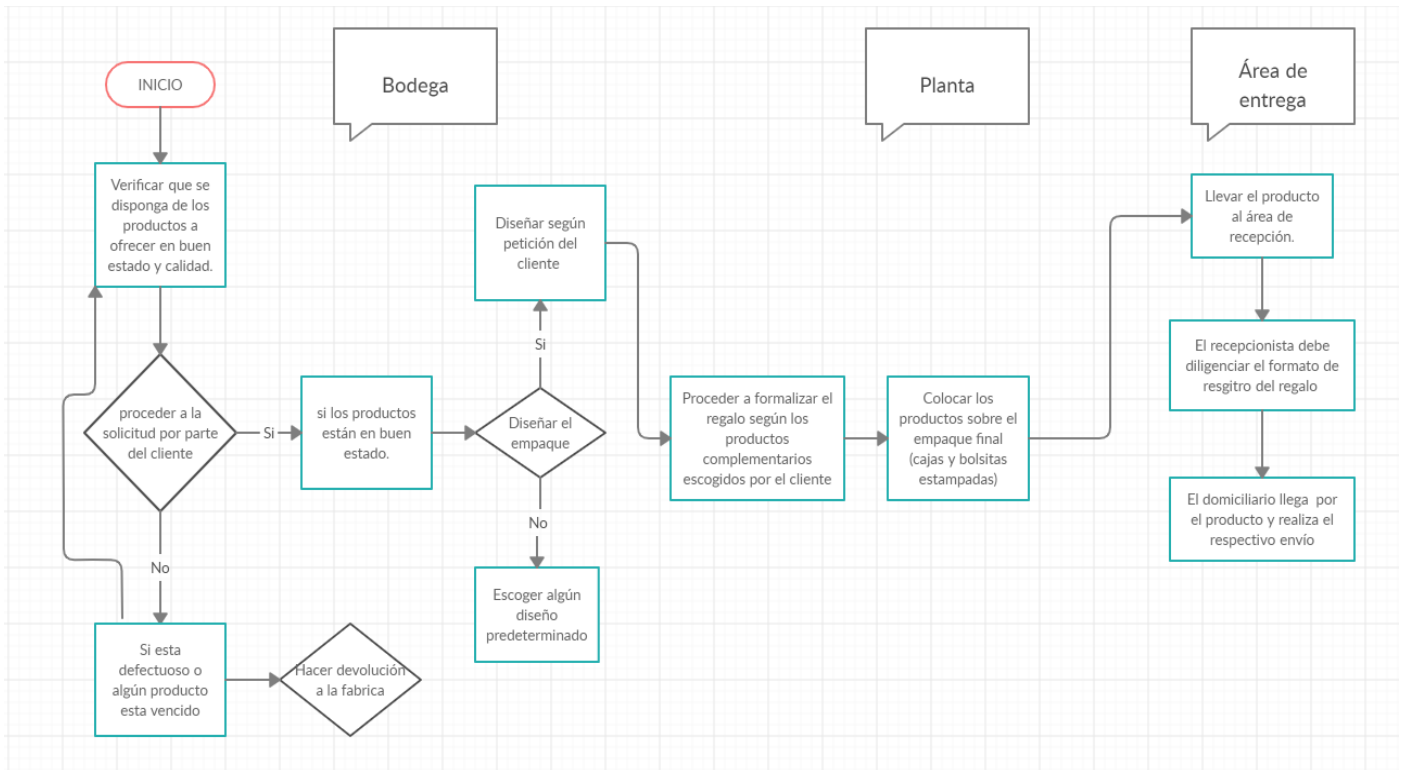 Bodega
Planta
Área de
entrega
INICIO
Verificar que se
disponga de los
productos a
ofrecer en buen
estado y calidad.
proceder a la
solicitud por parte
del cliente
Si
si los productos
están en buen
estado.
No
Si esta
defectuoso o
algún producto
esta vencido
Hacer devolución
a la fabrica
Diseñar según
petición del
cliente
Si
Diseñar el
empaque
No
Escoger algún
diseño
predeterminado
Proceder a formalizar el
regalo según los
productos
complementarios
escogidos por el cliente
Colocar los
productos sobre el
empaque final
(cajas y bolsitas
estampadas)
Llevar el producto
al área de
recepción.
El recepcionista debe
diligenciar el formato de
resgitro del regalo
El domiciliario llega por
el producto y realiza el
respectivo envío